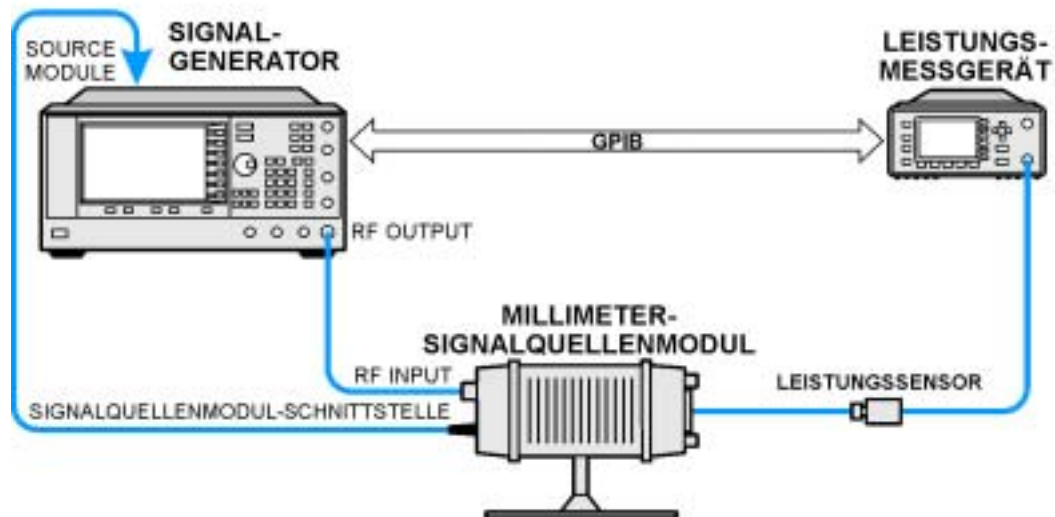 SIGNAL-
GENERATOR
SOURCE
MODULE
LEISTUNGS-
MESSGERÄT
GPIB
RF OUTPUT
MILLIMETER-
SIGNALQUELLENMODUL
RF INPUT
LEISTUNGSSENSOR
SIGNALQUELLENMODUL-SCHNITTSTELLE